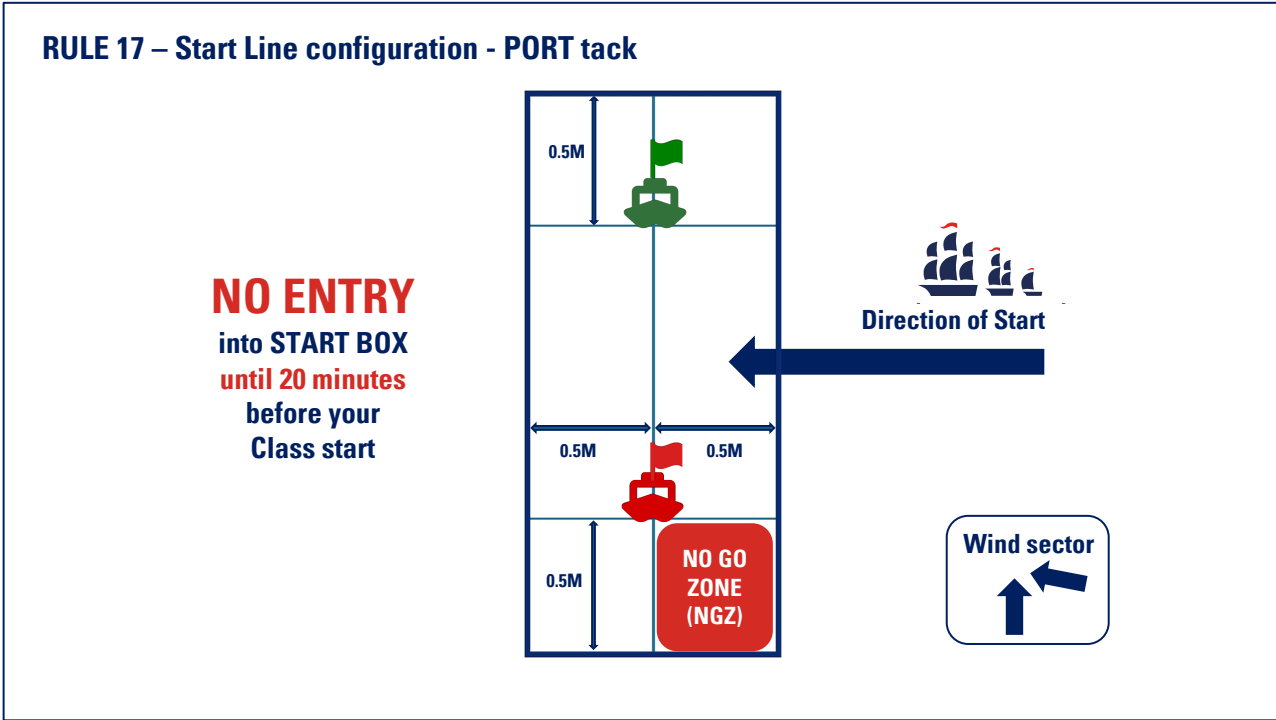 RULE 17 – Start Line configuration - PORT tack
0.5M
NO ENTRY
into START BOX
until 20 minutes
before your
Class start
Direction of Start
0.5M
0.5M
0.5M
NO GO
ZONE
(NGZ)
Wind sector